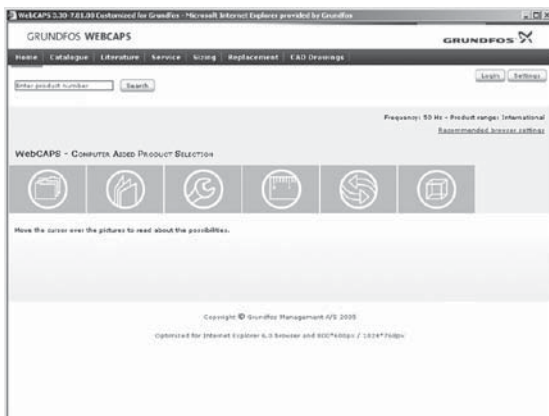 WebCAPS 3.30-7.01.00 Customized for Grundfos - Microsoft Internet Explorer provided by Grundfos
GRUNDFOS WEBCAPS
GRUNDFOS
Home Catalogue Literature Service Sizing Replacement CAD Drawings
Login Settings
Enter product number Search
Frequency: 50 Hz - Product range: International
Recommended browser settings
WebCAPS - Computer Aided Product Selection
Move the cursor over the pictures to read about the possibilities.
Copyright © Grundfos Management A/S 2005
Optimized for Internet Explorer 6.0 browser and 800*600px / 1024*768px